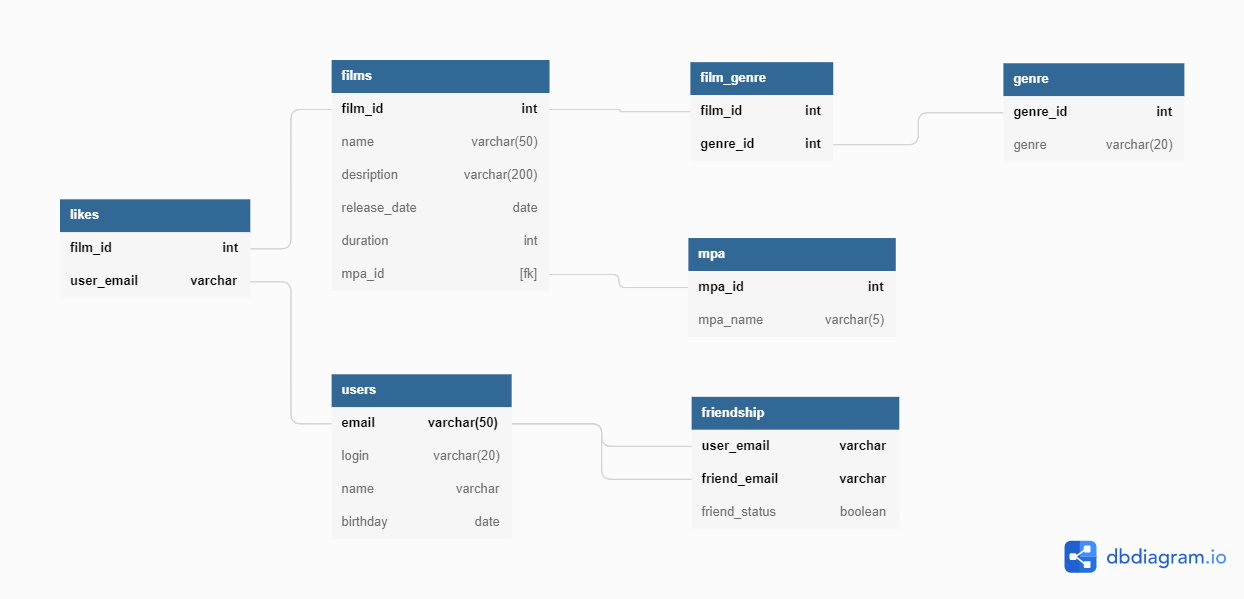 films
film_id int
name varchar(50)
desription varchar(200)
release_date date
duration int
mpa_id [fk]
film_genre
film_id int
genre_id int
genre
genre_id int
genre varchar(20)
likes
film_id int
user_email varchar
mpa
mpa_id int
mpa_name varchar(5)
users
email varchar(50)
login varchar(20)
name varchar
birthday date
friendship
user_email varchar
friend_email varchar
friend_status boolean
dbdiagram.io